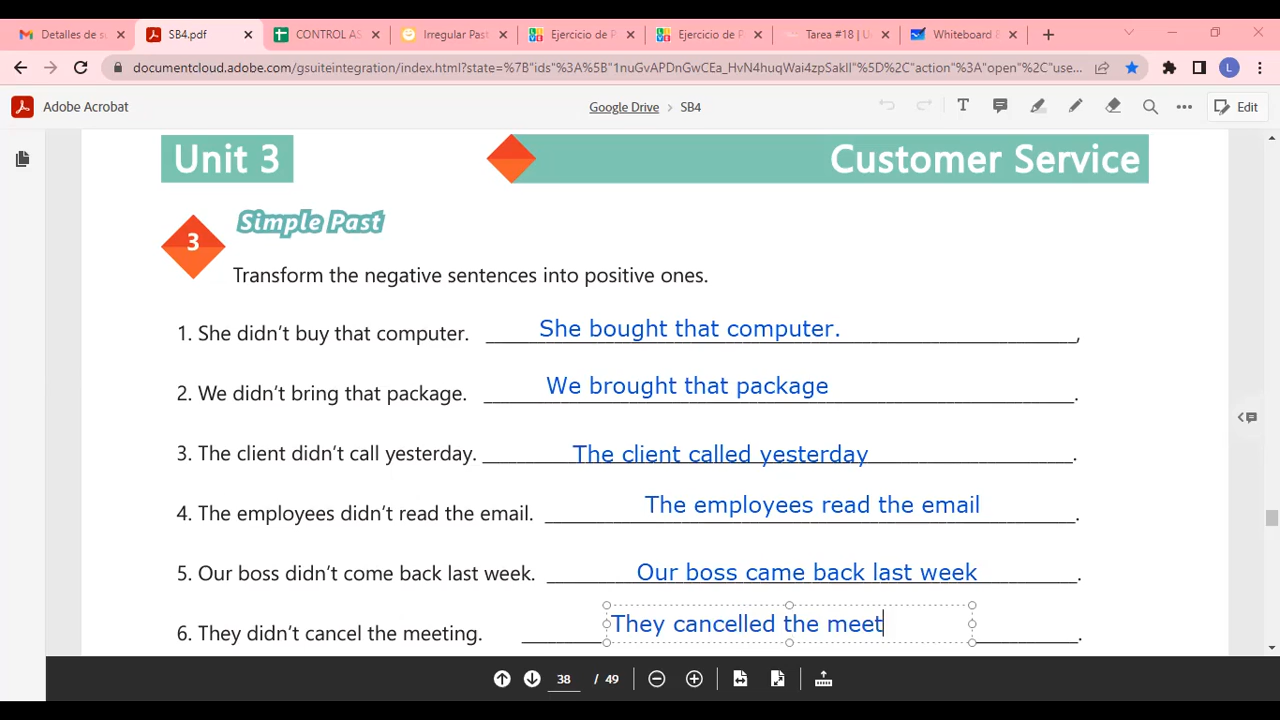 Detalles de su
SB4.pdf
CONTROL AS
Irregular Past
Ejercicio de P
Ejercicio de P
Tarea #18 | U
Whiteboard &
documentcloud.adobe.com/gsuiteintegration/index.html?state=%7B"ids"%3A%5B"1nuGvAPDnGwCEa_HvN4huqWai4zpSakII"%5D%2C"action"%3A"open"%2C"use...
L
Adobe Acrobat
Google Drive
SB4
Edit
Unit 3
Customer Service
3
Simple Past
Transform the negative sentences into positive ones.
1. She didn't buy that computer. She bought that computer.,
2. We didn't bring that package. We brought that package.
3. The client didn't call yesterday. The client called yesterday.
4. The employees didn't read the email. The employees read the email.
5. Our boss didn't come back last week. Our boss came back last week.
6. They didn't cancel the meeting. They cancelled the meet.
38 / 49